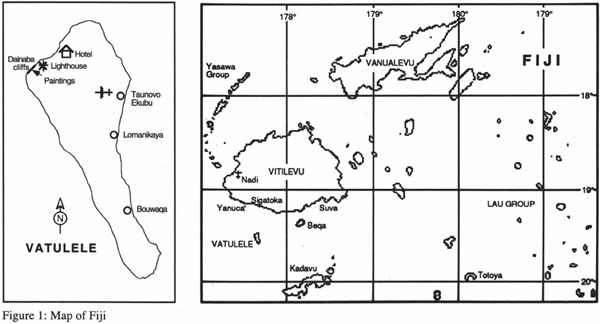 Dainaba
cliffs
Hotel
Lighthouse
Paintings
Taunovo
Ekubu
Lomanikaya
Bouwaqa
N
VATULELE
178°
179°
180°
179°
Yasawa
Group
VANUALEVU
FIJI
18°
VITILEVU
Nadi
19°
Yanuca
Sigatoka
Suva
Beqa
LAU GROUP
VATULELE
Kadavu
Totoya
20°
Figure 1: Map of Fiji